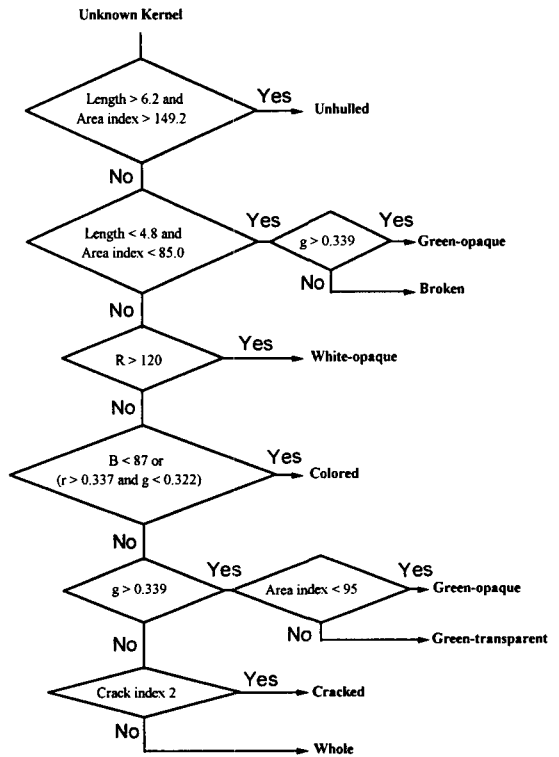 Unknown Kernel
Length > 6.2 and
Area index > 149.2
Yes
Unhulled
No
Length < 4.8 and
Area index < 85.0
Yes
g > 0.339
Yes
Green-opaque
No
Broken
No
R > 120
Yes
White-opaque
No
B < 87 or
(r > 0.337 and g < 0.322)
Yes
Colored
No
g > 0.339
Yes
Area index < 95
Yes
Green-opaque
No
Green-transparent
No
Crack index 2
Yes
Cracked
No
Whole